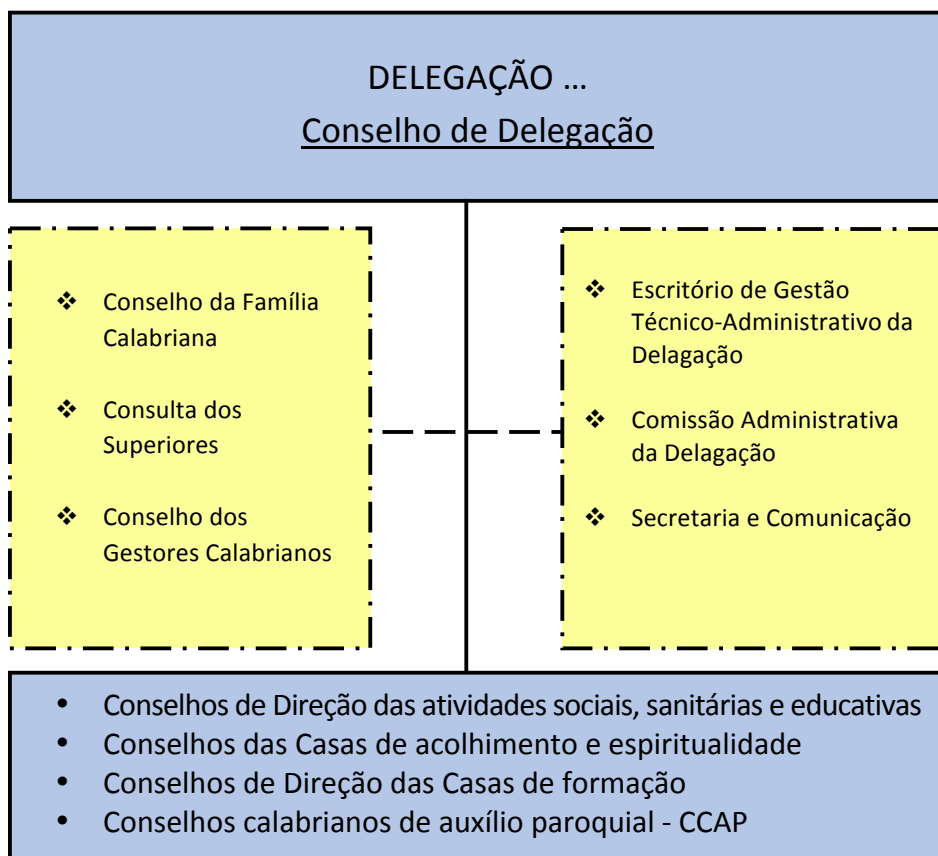 DELEGAÇÃO ...
Conselho de Delegação
❖ Conselho da Família
Calabriana
❖ Consulta dos
Superiores
❖ Conselho dos
Gestores Calabrianos
❖ Escritório de Gestão
Técnico-Administrativo da
Delagação
❖ Comissão Administrativa
da Delagação
❖ Secretaria e Comunicação
• Conselhos de Direção das atividades sociais, sanitárias e educativas
• Conselhos das Casas de acolhimento e espiritualidade
• Conselhos de Direção das Casas de formação
• Conselhos calabrianos de auxílio paroquial - CCAP